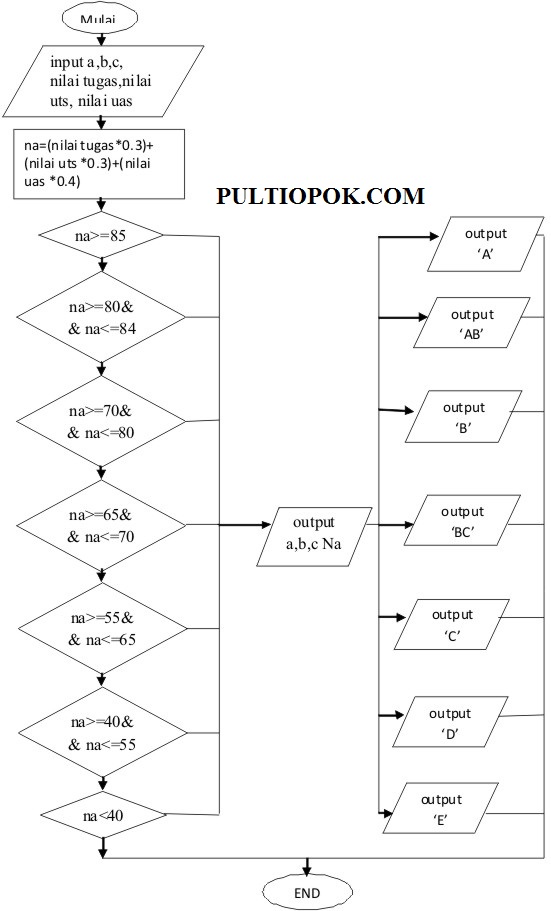 Mulai
input a,b,c,
nilai tugas,nilai
uts, nilai uas
na=(nilai tugas*0.3)+
(nilai uts *0.3)+(nilai
uas *0.4)
PULTIOPOK.COM
na>=85
na>=80&
& na<=84
na>=70&
& na<=80
na>=65&
& na<=70
na>=55&
& na<=65
na>=40&
& na<=55
na<40
output
a,b,c Na
output
‘A’
output
‘AB’
output
‘B’
output
‘BC’
output
‘C’
output
‘D’
output
‘E’
END